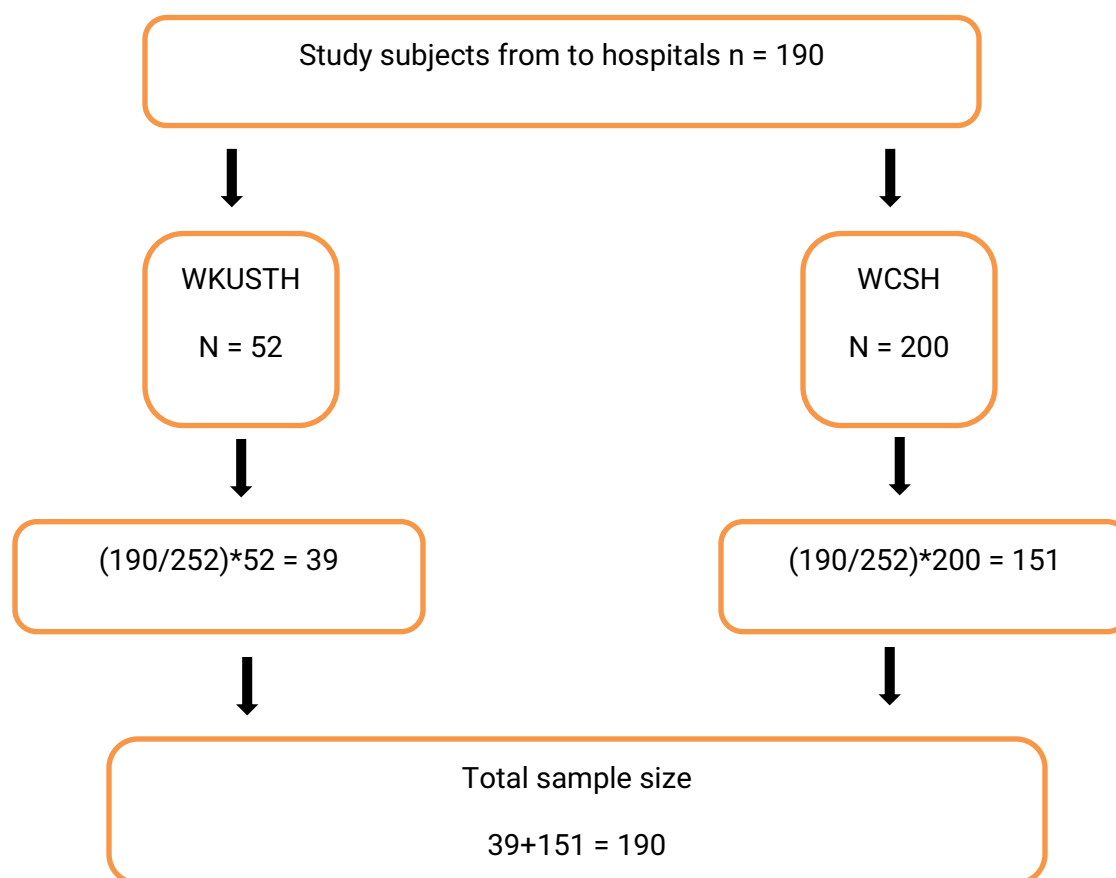 Study subjects from to hospitals n = 190
WKUSTH
N = 52
WCSH
N = 200
(190/252)*52 = 39
(190/252)*200 = 151
Total sample size
39+151 = 190